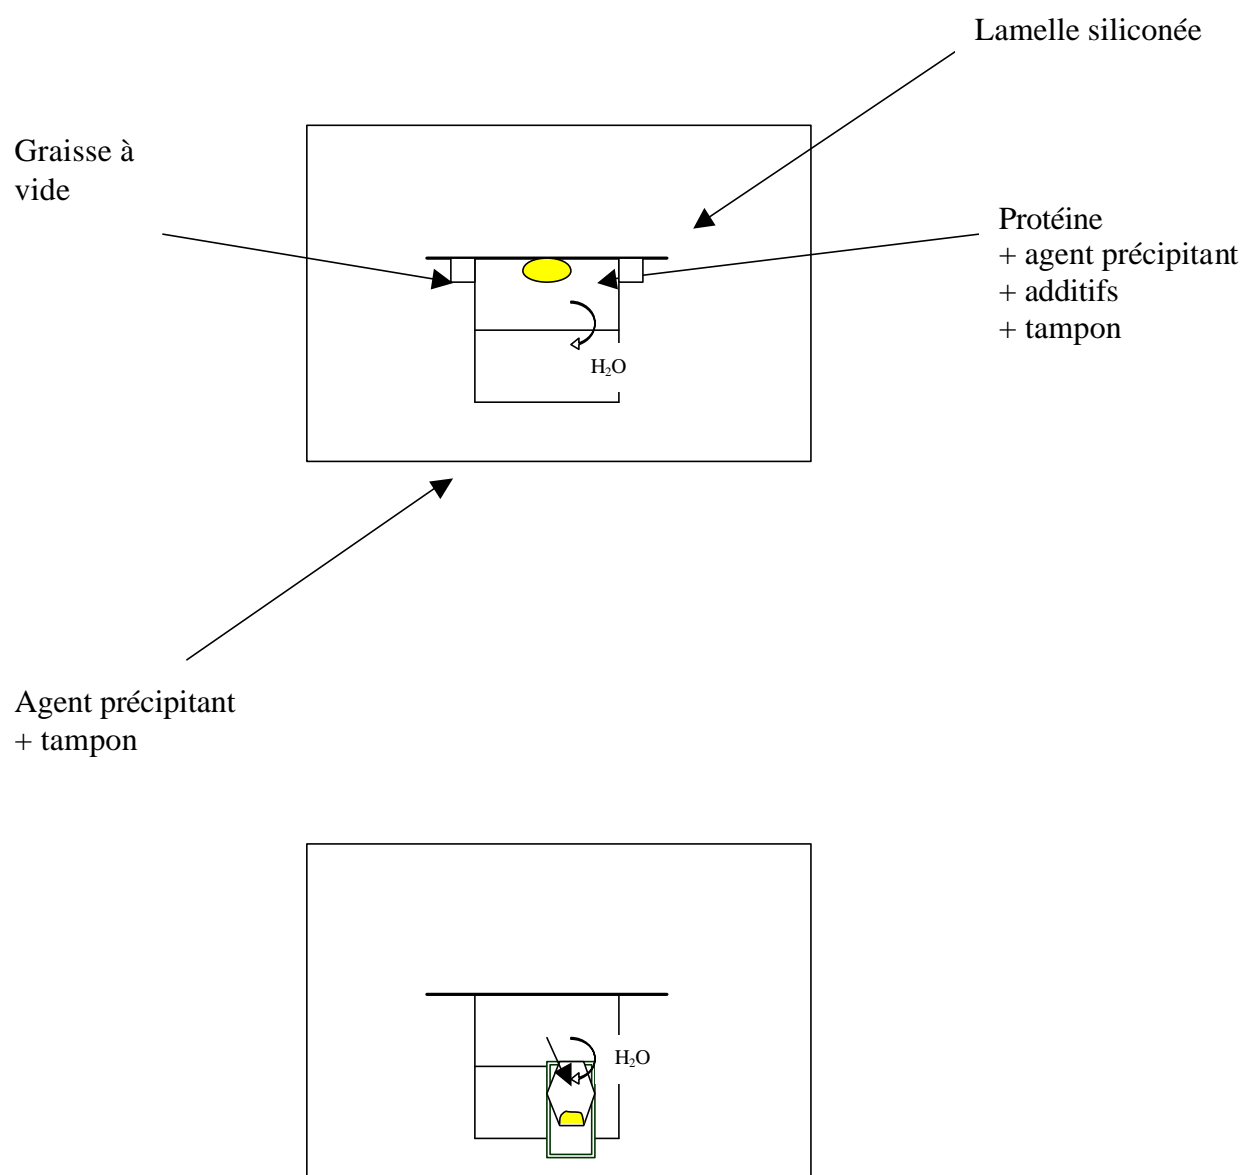 Lamelle siliconée
Graisse à
vide
Protéine
+ agent précipitant
+ additifs
+ tampon
H₂O
Agent précipitant
+ tampon
H₂O